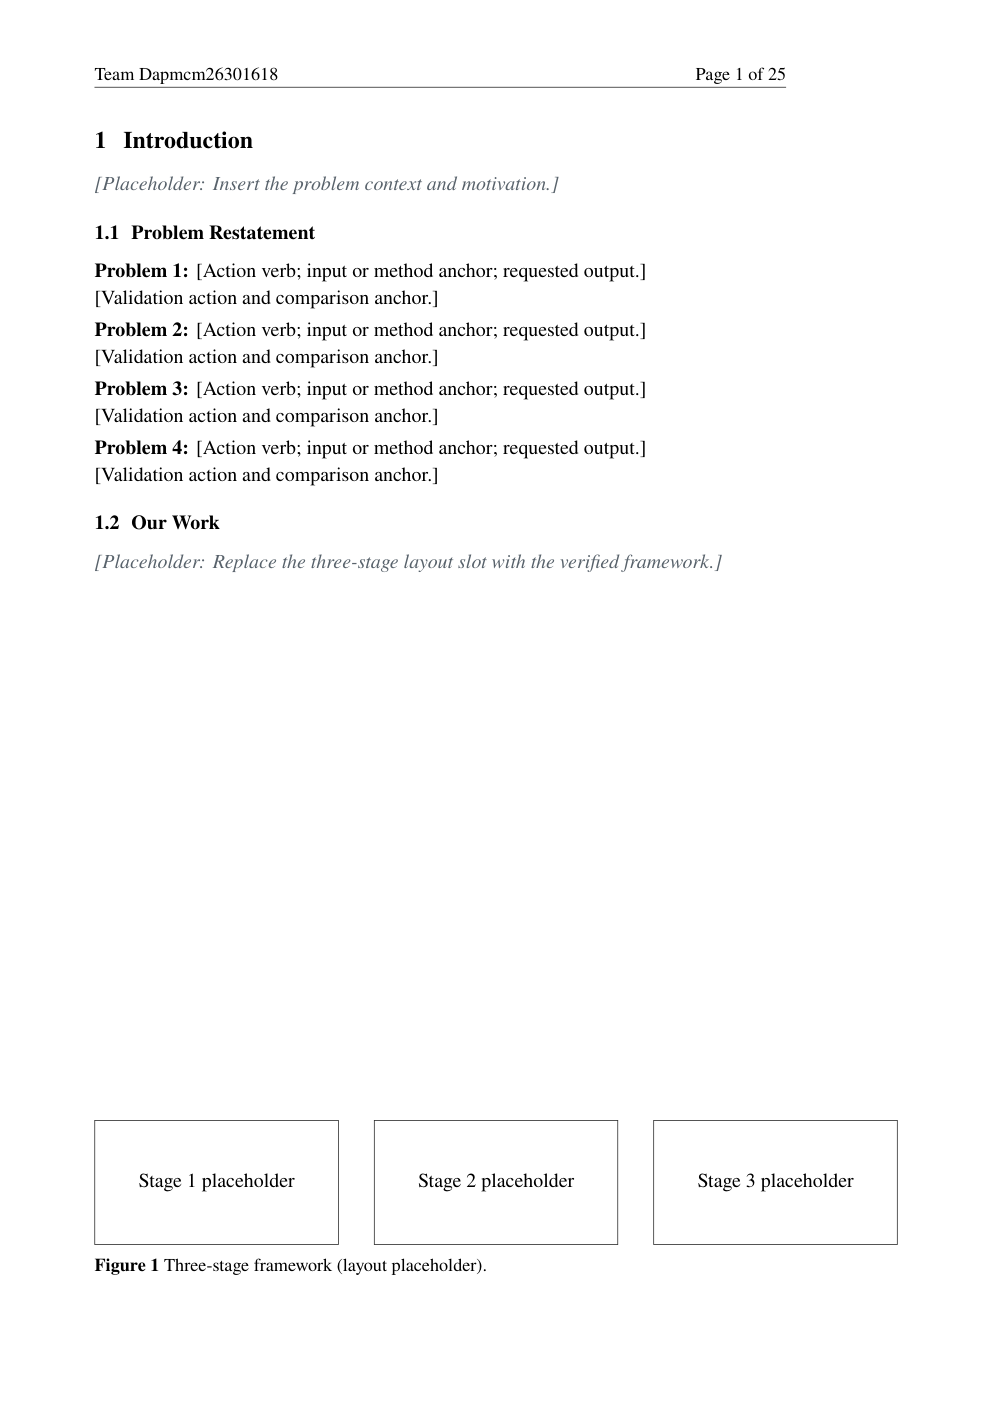 Team Dapmcm26301618 Page 1 of 25
1 Introduction
[Placeholder: Insert the problem context and motivation.]
1.1 Problem Restatement
Problem 1: [Action verb; input or method anchor; requested output.]
[Validation action and comparison anchor.]
Problem 2: [Action verb; input or method anchor; requested output.]
[Validation action and comparison anchor.]
Problem 3: [Action verb; input or method anchor; requested output.]
[Validation action and comparison anchor.]
Problem 4: [Action verb; input or method anchor; requested output.]
[Validation action and comparison anchor.]
1.2 Our Work
[Placeholder: Replace the three-stage layout slot with the verified framework.]
Stage 1 placeholder Stage 2 placeholder Stage 3 placeholder
Figure 1 Three-stage framework (layout placeholder).